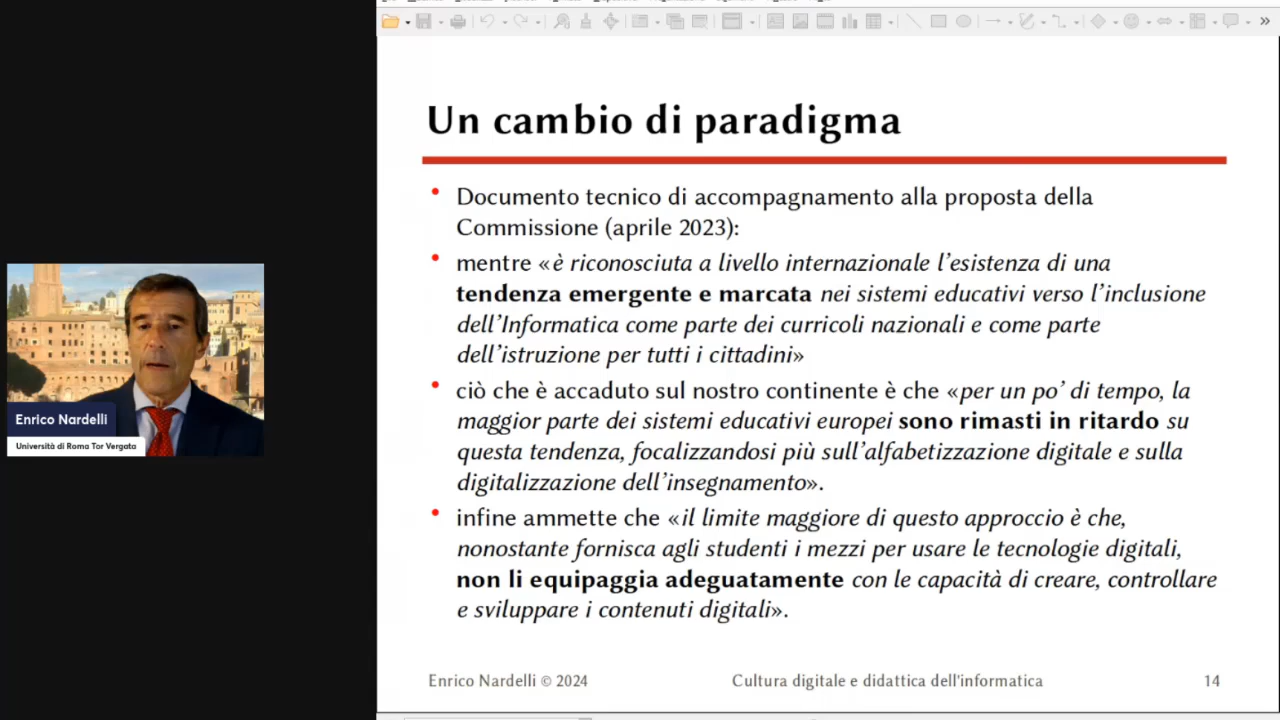 Un cambio di paradigma
Documento tecnico di accompagnamento alla proposta della
Commissione (aprile 2023):
mentre «è riconosciuta a livello internazionale l’esistenza di una
tendenza emergente e marcata nei sistemi educativi verso l’inclusione
dell’Informatica come parte dei curricoli nazionali e come parte
dell’istruzione per tutti i cittadini»
ciò che è accaduto sul nostro continente è che «per un po’ di tempo, la
maggior parte dei sistemi educativi europei sono rimasti in ritardo su
questa tendenza, focalizzandosi più sull’alfabetizzazione digitale e sulla
digitalizzazione dell’insegnamento».
infine ammette che «il limite maggiore di questo approccio è che,
nonostante fornisca agli studenti i mezzi per usare le tecnologie digitali,
non li equipaggia adeguatamente con le capacità di creare, controllare
e sviluppare i contenuti digitali».
Enrico Nardelli © 2024
Cultura digitale e didattica dell'informatica
14
Enrico Nardelli
Università di Roma Tor Vergata